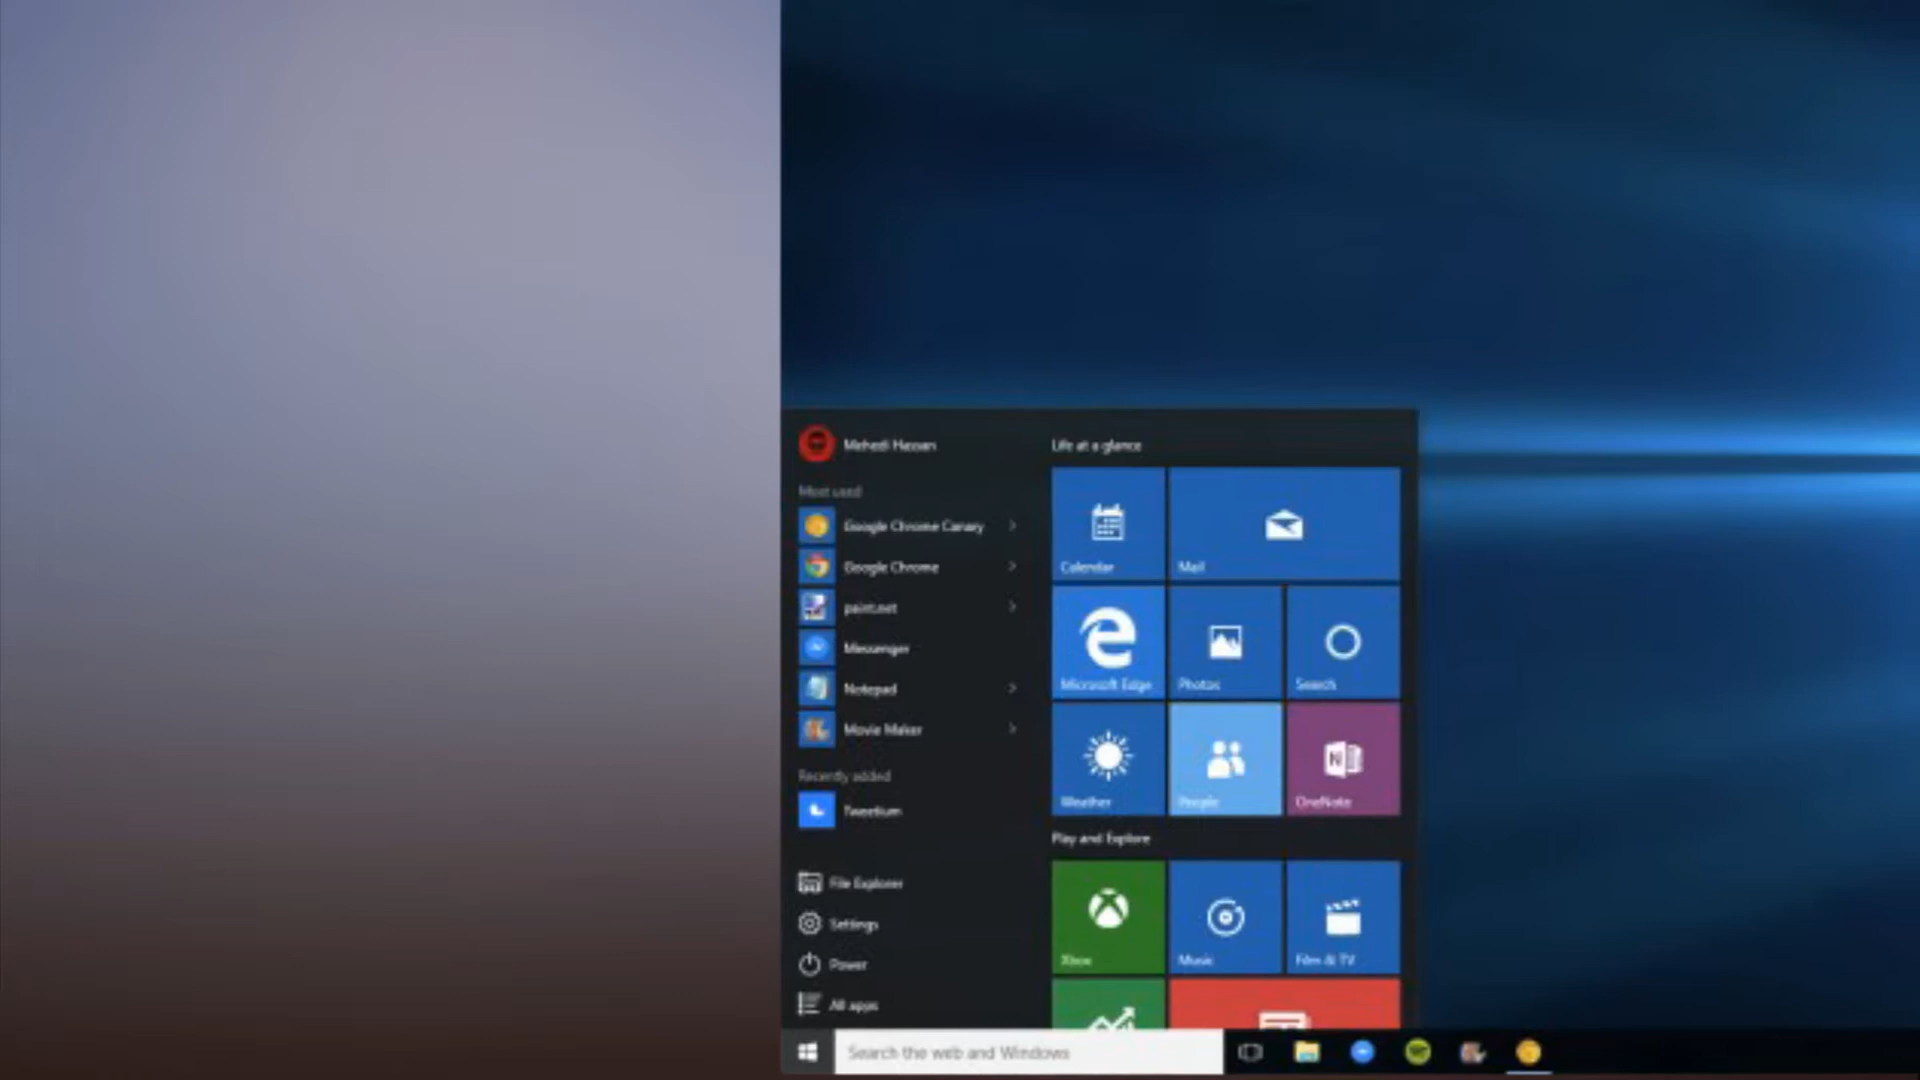 Mehedi Hassan
Life at a glance
Most used
Google Chrome Canary
Google Chrome
paint.net
Messenger
Notepad
Movie Maker
Recently added
Tweetium
File Explorer
Settings
Power
All apps
Calendar
Mail
Microsoft Edge
Photos
Search
Weather
People
OneNote
Play and Explore
Xbox
Music
Film & TV
Search the web and Windows